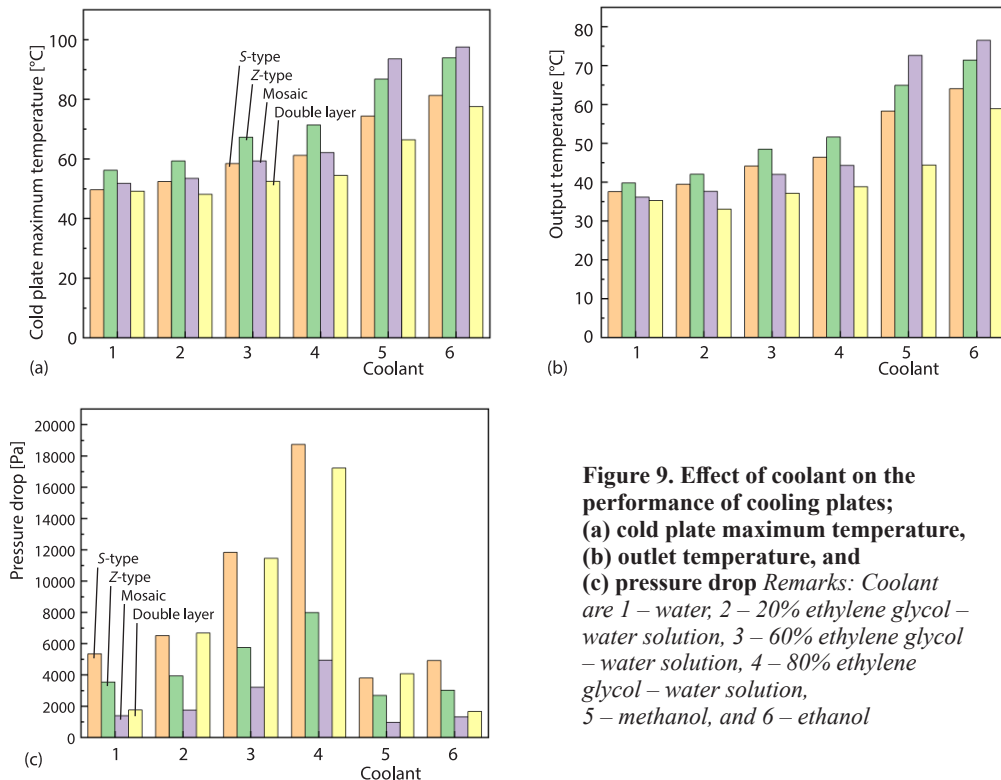 Cold plate maximum temperature [°C]
100
80
60
40
20
0
S-type
Z-type
Mosaic
Double layer
1 2 3 4 5 6
(a)
Coolant
Output temperature [°C]
80
70
60
50
40
30
20
10
0
1 2 3 4 5 6
(b)
Coolant
Pressure drop [Pa]
20000
18000
16000
14000
12000
10000
8000
6000
4000
2000
0
S-type
Z-type
Mosaic
Double layer
1 2 3 4 5 6
(c)
Coolant
Figure 9. Effect of coolant on the
performance of cooling plates;
(a) cold plate maximum temperature,
(b) outlet temperature, and
(c) pressure drop Remarks: Coolant
are 1 – water, 2 – 20% ethylene glycol –
water solution, 3 – 60% ethylene glycol
– water solution, 4 – 80% ethylene
glycol – water solution,
5 – methanol, and 6 – ethanol